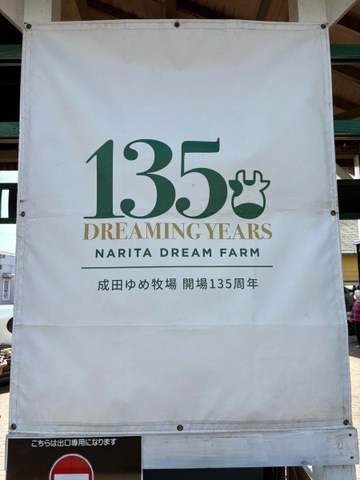 135
DREAMING YEARS
NARITA DREAM FARM
成田ゆめ牧場 開場135周年
こちらは出口専用になります